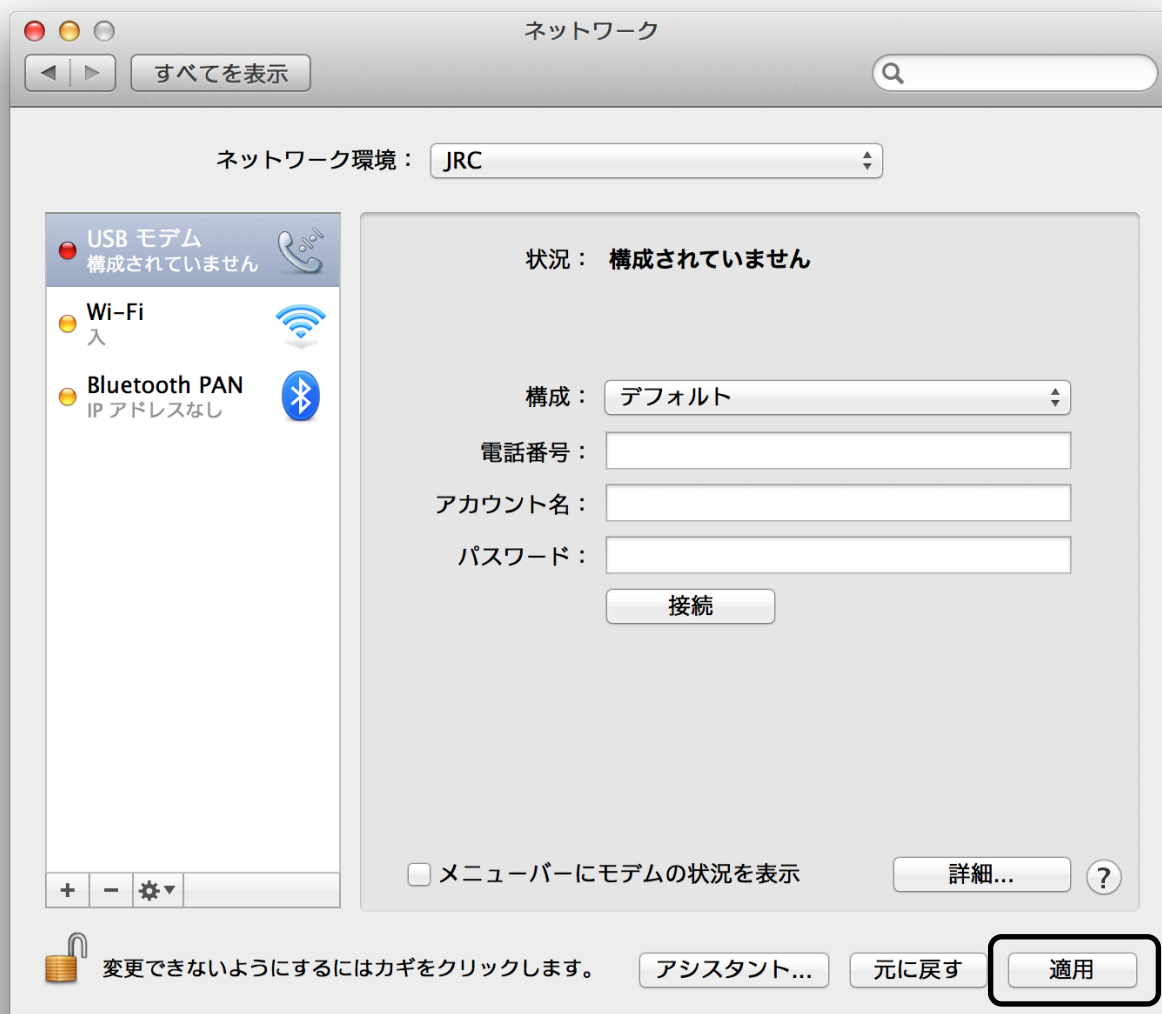 ネットワーク
すべてを表示
ネットワーク環境： JRC
USB モデム
構成されていません
Wi-Fi
入
Bluetooth PAN
IP アドレスなし
状況： 構成されていません
構成： デフォルト
電話番号：
アカウント名：
パスワード：
接続
メニューバーにモデムの状況を表示
詳細...
?
変更できないようにするにはカギをクリックします。
アシスタント...
元に戻す
適用